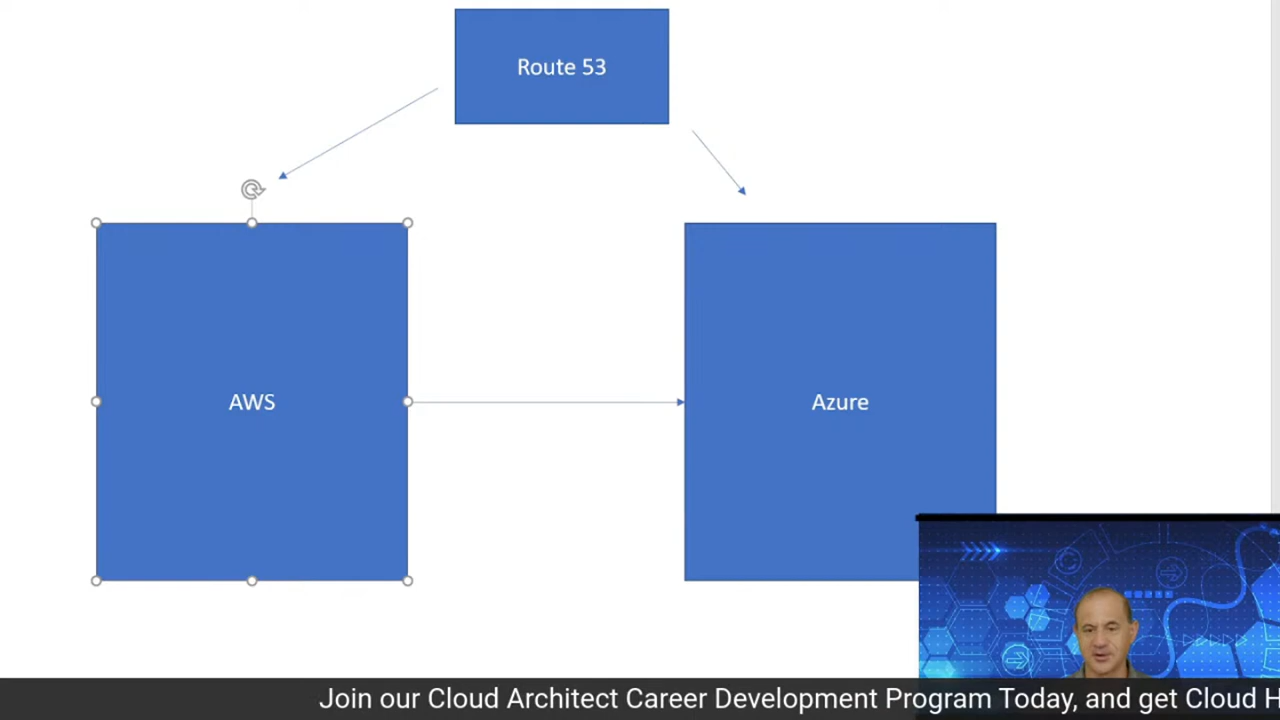 Route 53
AWS
Azure
Join our Cloud Architect Career Development Program Today, and get Cloud